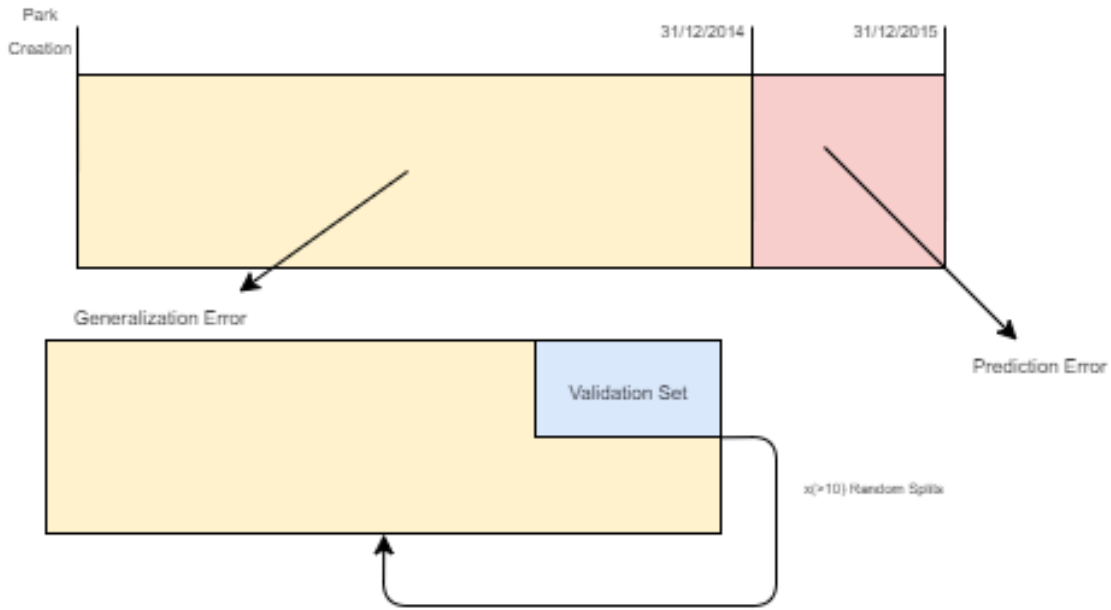 Park
Creation
31/12/2014
31/12/2015
Generalization Error
Prediction Error
Validation Set
x(>10) Random Splits